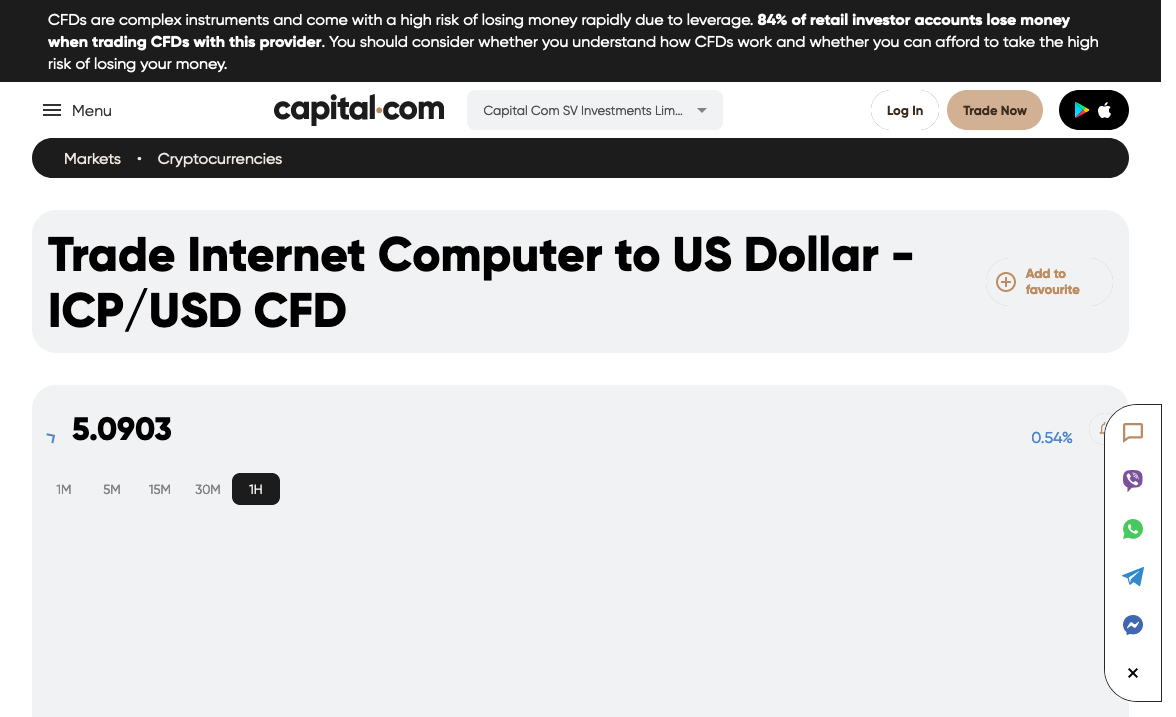 CFDs are complex instruments and come with a high risk of losing money rapidly due to leverage. 84% of retail investor accounts lose money
when trading CFDs with this provider. You should consider whether you understand how CFDs work and whether you can afford to take the high
risk of losing your money.
Menu
capital.com
Capital Com SV Investments Lim...
Log In
Trade Now
Markets • Cryptocurrencies
Trade Internet Computer to US Dollar -
ICP/USD CFD
Add to
favourite
5.0903
0.54%
1M 5M 15M 30M 1H